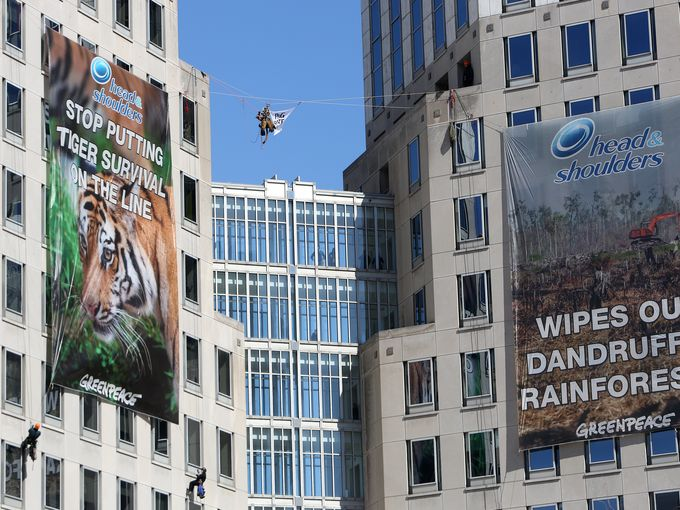 head&
shoulders
STOP PUTTING
TIGER SURVIVAL
ON THE LINE
GREENPEACE
head&
shoulders
WIPES OU
DANDRUFF
RAINFORES
GREENPEACE